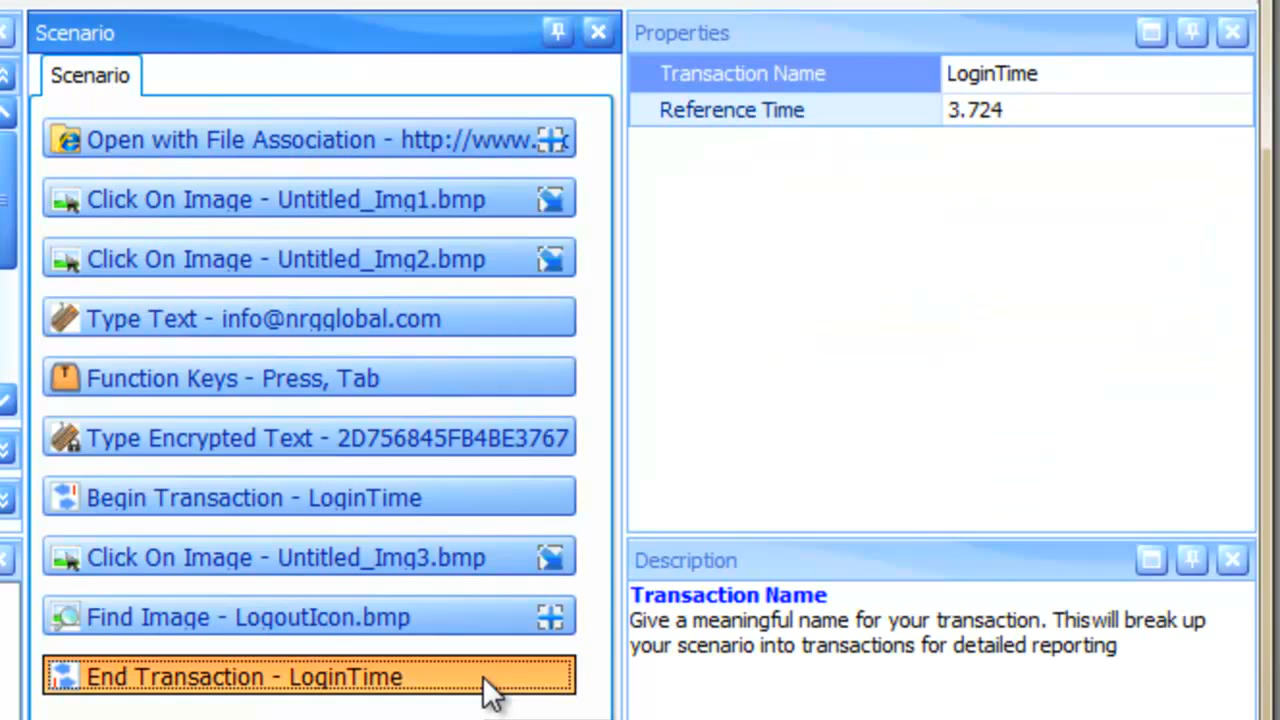 Scenario
Scenario
Open with File Association - http://www.
Click On Image - Untitled_Img1.bmp
Click On Image - Untitled_Img2.bmp
Type Text - info@nrgglobal.com
Function Keys - Press, Tab
Type Encrypted Text - 2D756845FB4BE3767
Begin Transaction - LoginTime
Click On Image - Untitled_Img3.bmp
Find Image - LogoutIcon.bmp
End Transaction - LoginTime
Properties
Transaction Name LoginTime
Reference Time 3.724
Description
Transaction Name
Give a meaningful name for your transaction. This will break up
your scenario into transactions for detailed reporting